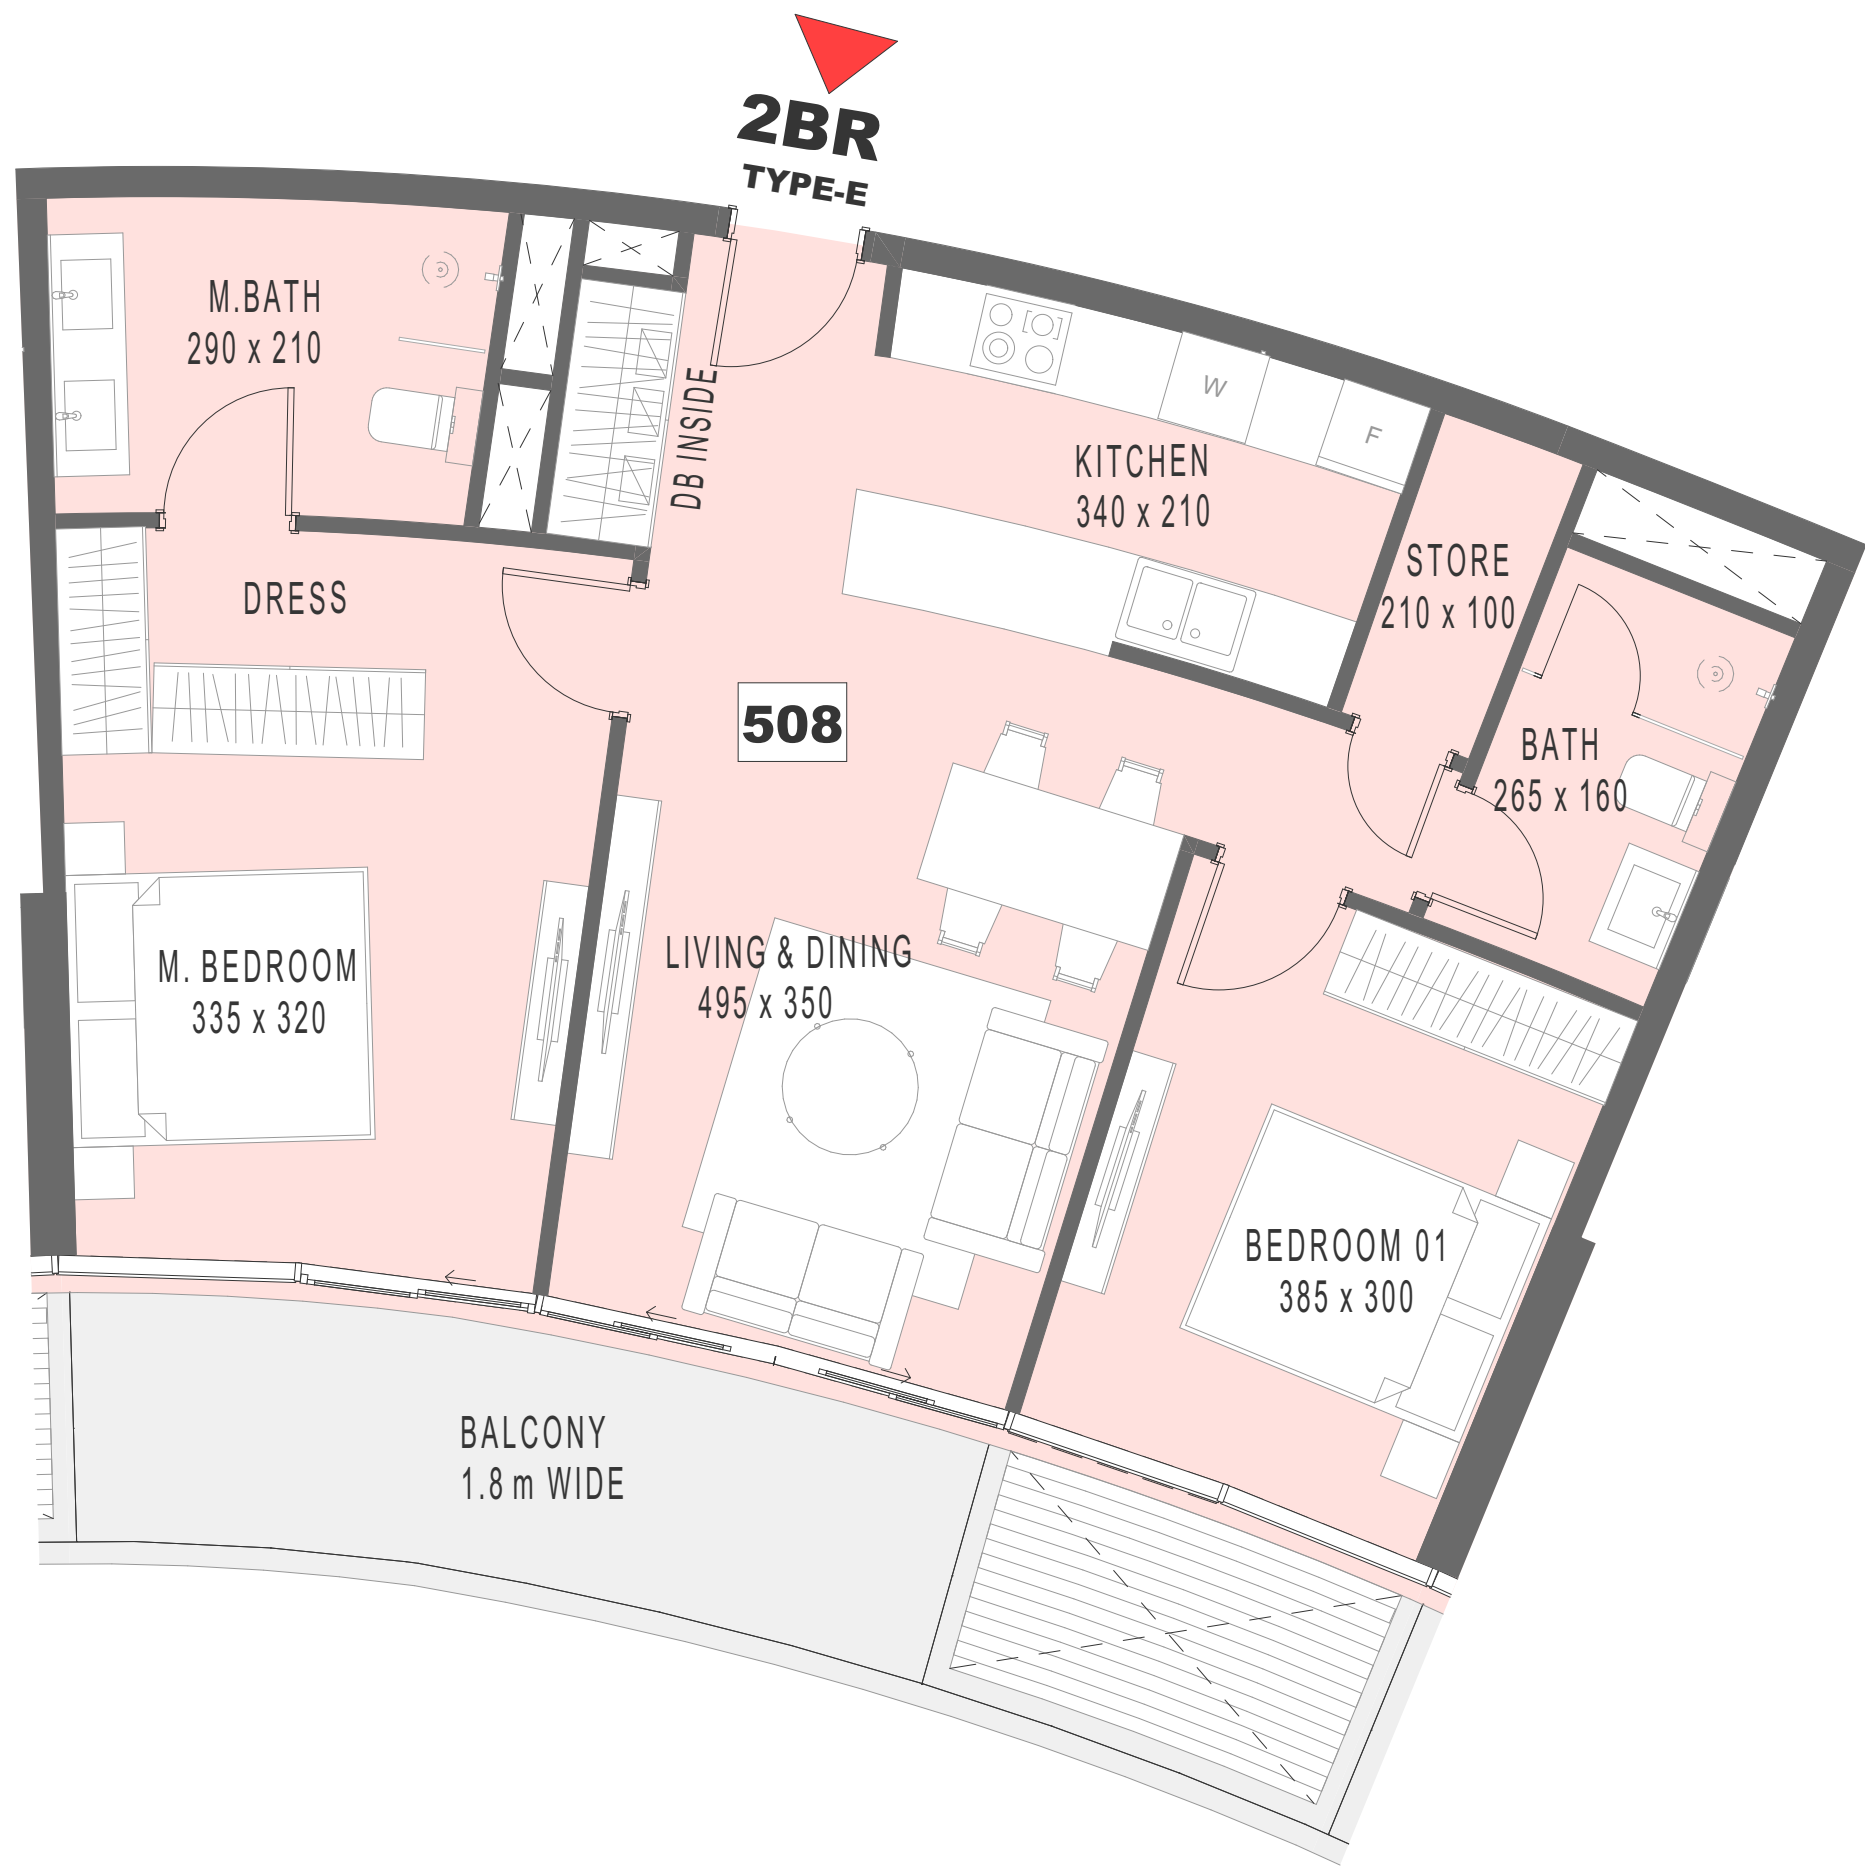 2BR
TYPE-E
M.BATH
290 x 210
DB INSIDE
W
F
KITCHEN
340 x 210
STORE
210 x 100
DRESS
508
BATH
265 x 160
M. BEDROOM
335 x 320
LIVING & DINING
495 x 350
BEDROOM 01
385 x 300
BALCONY
1.8 m WIDE